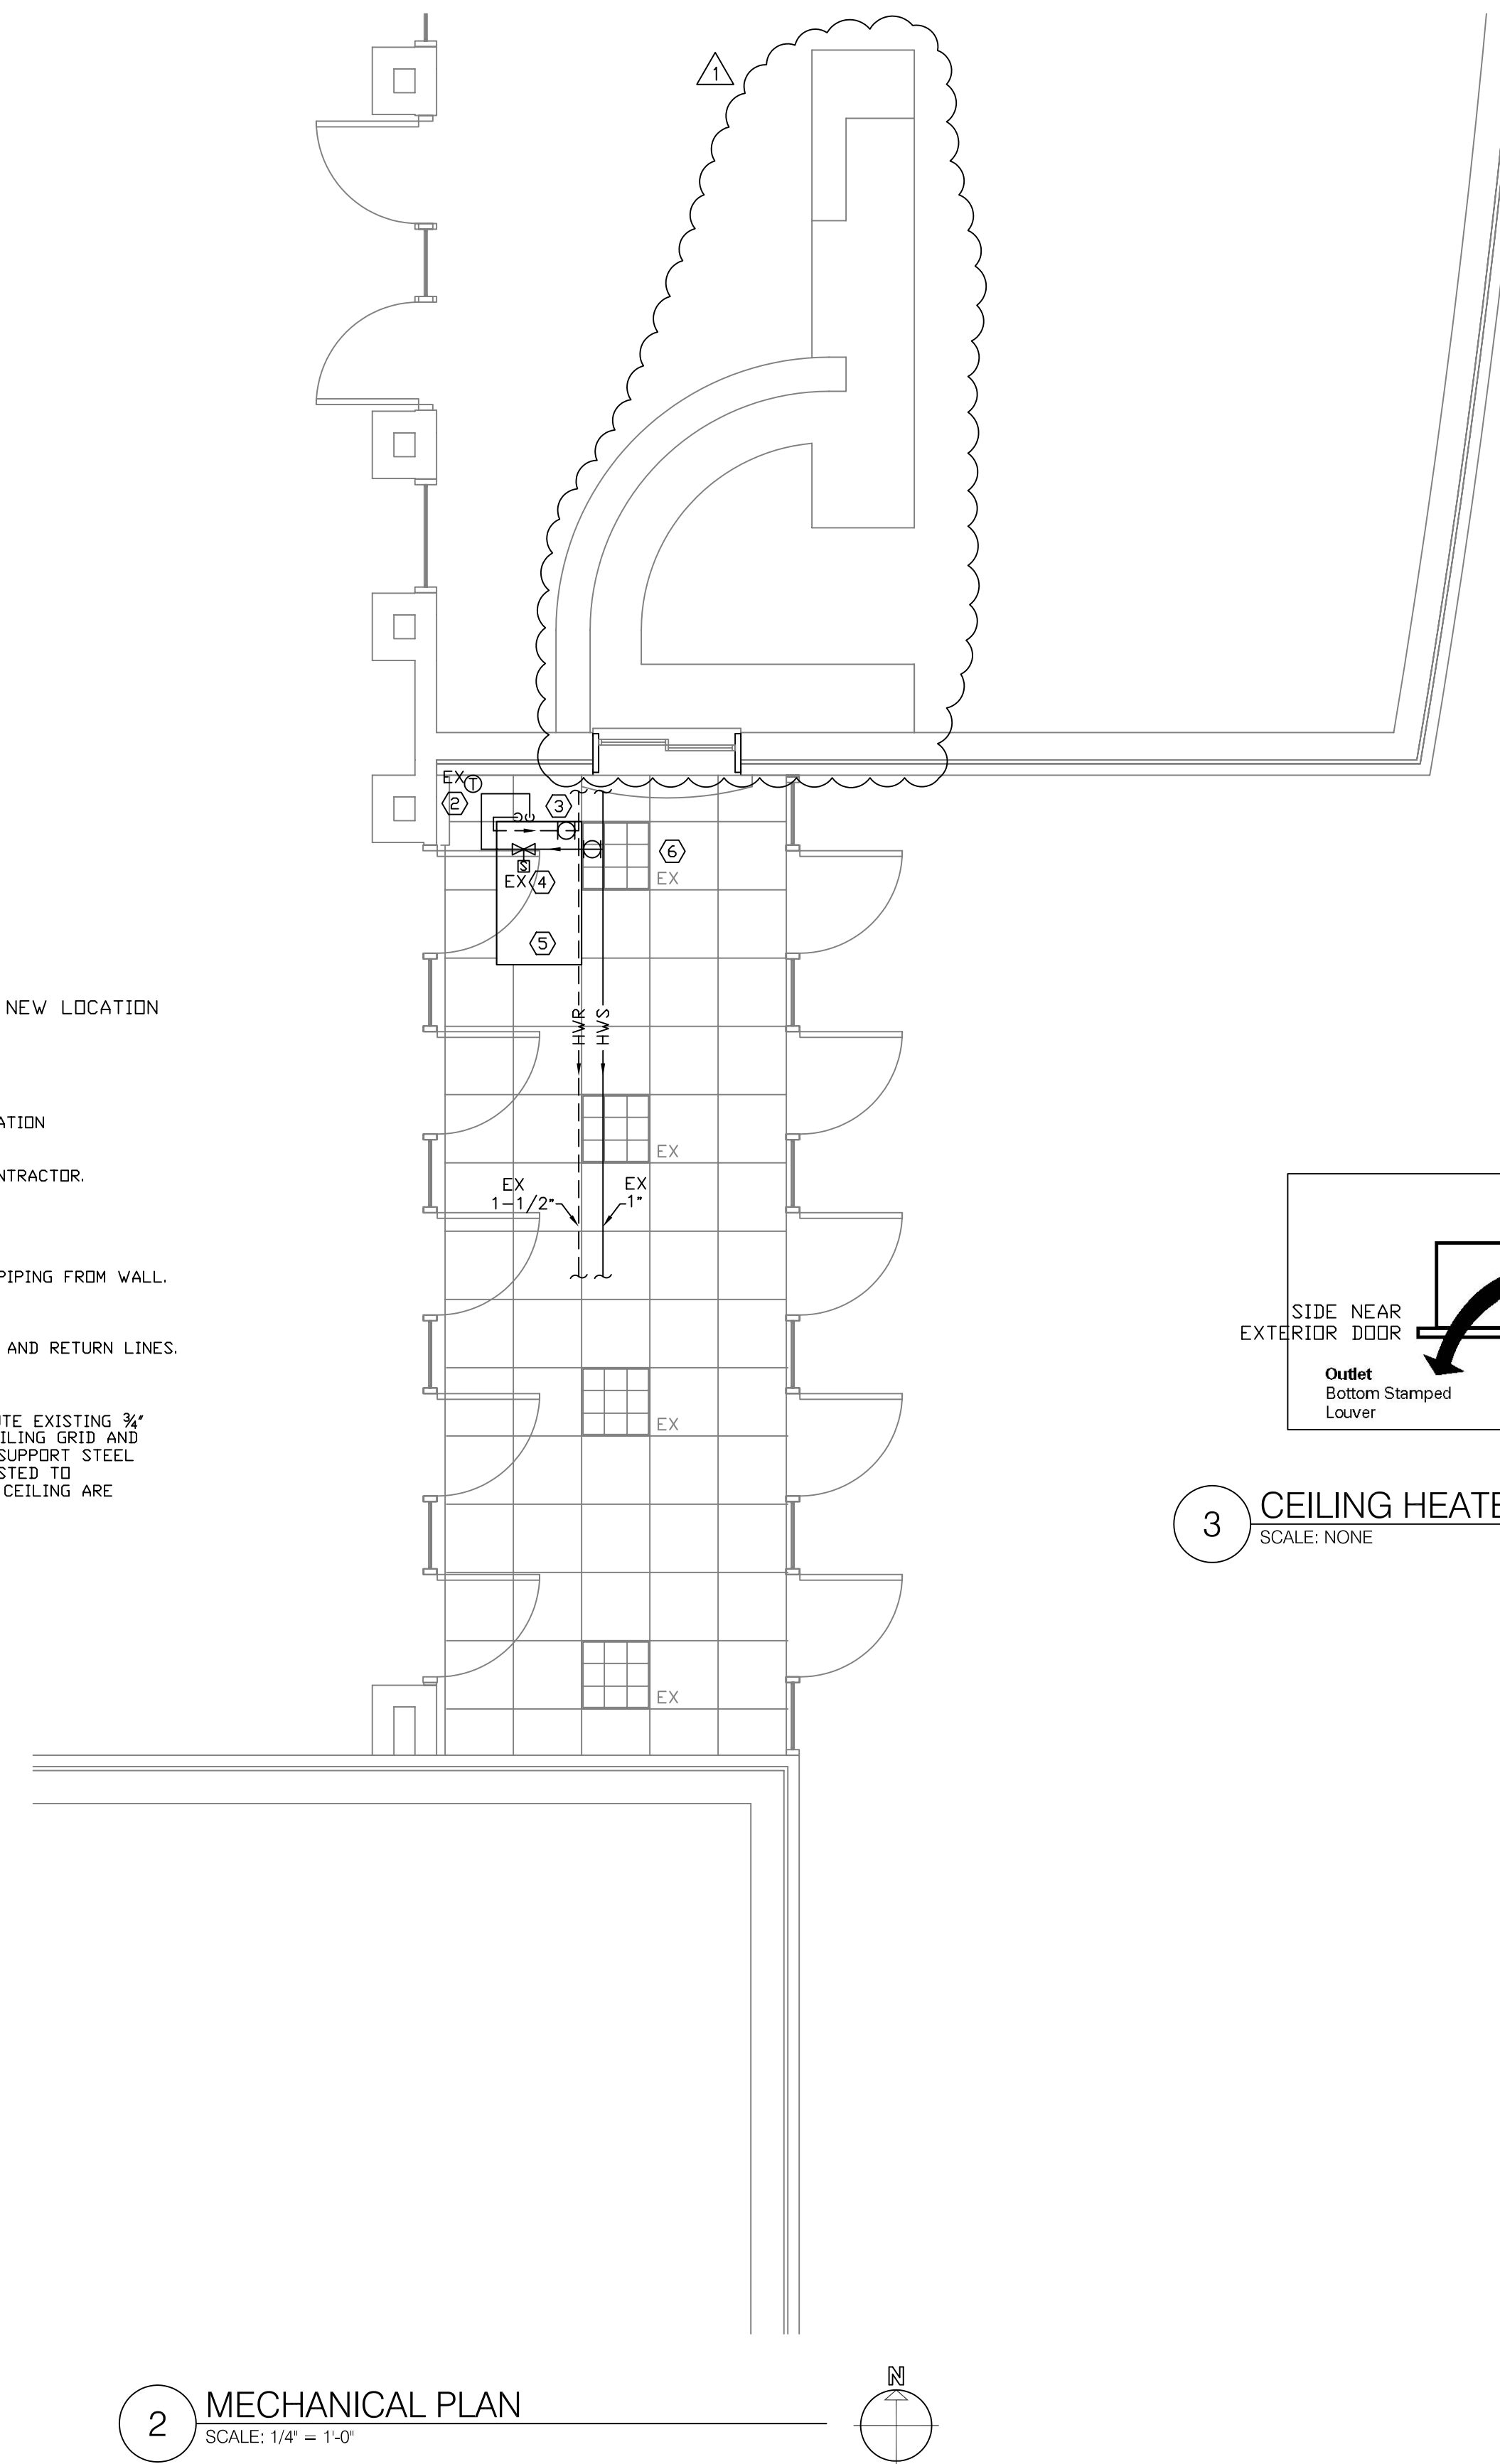 1
EX
T
2
3
6
EX
S
EX
4
5
NEW LOCATION
HWR
HWS
ATION
EX
NTRACTOR.
EX
1-1/2"
EX
1"
PIPING FROM WALL.
SIDE NEAR
EXTERIOR DOOR
AND RETURN LINES.
Outlet
Bottom Stamped
Louver
UTE EXISTING ¾"
EILING GRID AND
SUPPORT STEEL
STED TO
CEILING ARE
EX
3
CEILING HEATE
SCALE: NONE
EX
2
MECHANICAL PLAN
SCALE: 1/4" = 1'-0"
N